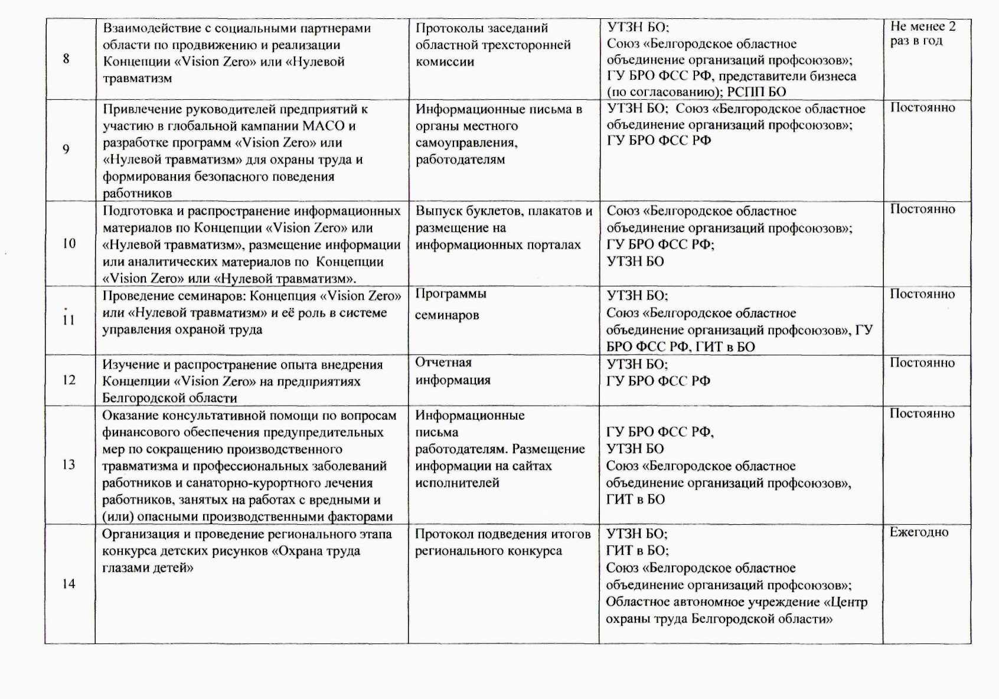 8
Взаимодействие с социальными партнерами
области по продвижению и реализации
Концепции «Vision Zero» или «Нулевой
травматизм
Протоколы заседаний
областной трехсторонней
комиссии
УТЗН БО;
Союз «Белгородское областное
объединение организаций профсоюзов»;
ГУ БРО ФСС РФ, представители бизнеса
(по согласованию); РСПП БО
Не менее 2
раз в год
9
Привлечение руководителей предприятий к
участию в глобальной кампании МАСО и
разработке программ «Vision Zero» или
«Нулевой травматизм» для охраны труда и
формирования безопасного поведения
работников
Информационные письма в
органы местного
самоуправления,
работодателям
УТЗН БО; Союз «Белгородское областное
объединение организаций профсоюзов»;
ГУ БРО ФСС РФ
Постоянно
10
Подготовка и распространение информационных
материалов по Концепции «Vision Zero» или
«Нулевой травматизм», размещение информации
или аналитических материалов по Концепции
«Vision Zero» или «Нулевой травматизм».
Выпуск буклетов, плакатов и
размещение на
информационных порталах
Союз «Белгородское областное
объединение организаций профсоюзов»;
ГУ БРО ФСС РФ;
УТЗН БО
Постоянно
11
Проведение семинаров: Концепция «Vision Zero»
или «Нулевой травматизм» и её роль в системе
управления охраной труда
Программы
семинаров
УТЗН БО;
Союз «Белгородское областное
объединение организаций профсоюзов», ГУ
БРО ФСС РФ, ГИТ в БО
Постоянно
12
Изучение и распространение опыта внедрения
Концепции «Vision Zero» на предприятиях
Белгородской области
Отчетная
информация
УТЗН БО;
ГУ БРО ФСС РФ
Постоянно
13
Оказание консультативной помощи по вопросам
финансового обеспечения предупредительных
мер по сокращению производственного
травматизма и профессиональных заболеваний
работников и санаторно-курортного лечения
работников, занятых на работах с вредными и
(или) опасными производственными факторами
Информационные
письма
работодателям. Размещение
информации на сайтах
исполнителей
ГУ БРО ФСС РФ,
УТЗН БО
Союз «Белгородское областное
объединение организаций профсоюзов»,
ГИТ в БО
Постоянно
14
Организация и проведение регионального этапа
конкурса детских рисунков «Охрана труда
глазами детей»
Протокол подведения итогов
регионального конкурса
УТЗН БО;
ГИТ в БО;
Союз «Белгородское областное
объединение организаций профсоюзов»;
Областное автономное учреждение «Центр
охраны труда Белгородской области»
Ежегодно